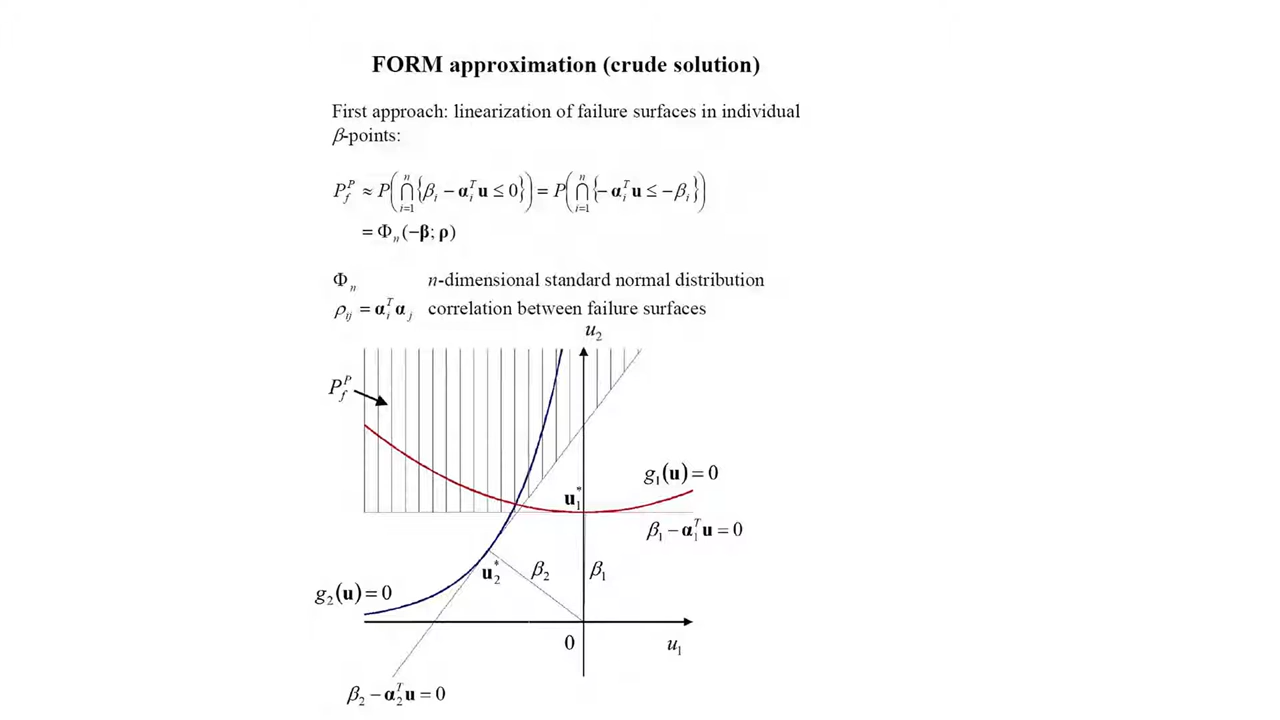 FORM approximation (crude solution)
First approach: linearization of failure surfaces in individual
β-points:
P_f^P ≈ P(⋂_{i=1}^n {β_i − α_i^T u ≤ 0}) = P(⋂_{i=1}^n {− α_i^T u ≤ −β_i})
= Φ_n (−β; ρ)
Φ_n n-dimensional standard normal distribution
ρ_ij = α_i^T α_j correlation between failure surfaces
u_2
P_f^P
g_1(u) = 0
u_1^*
β_1 − α_1^T u = 0
u_2^* β_2 β_1
g_2(u) = 0
0 u_1
β_2 − α_2^T u = 0